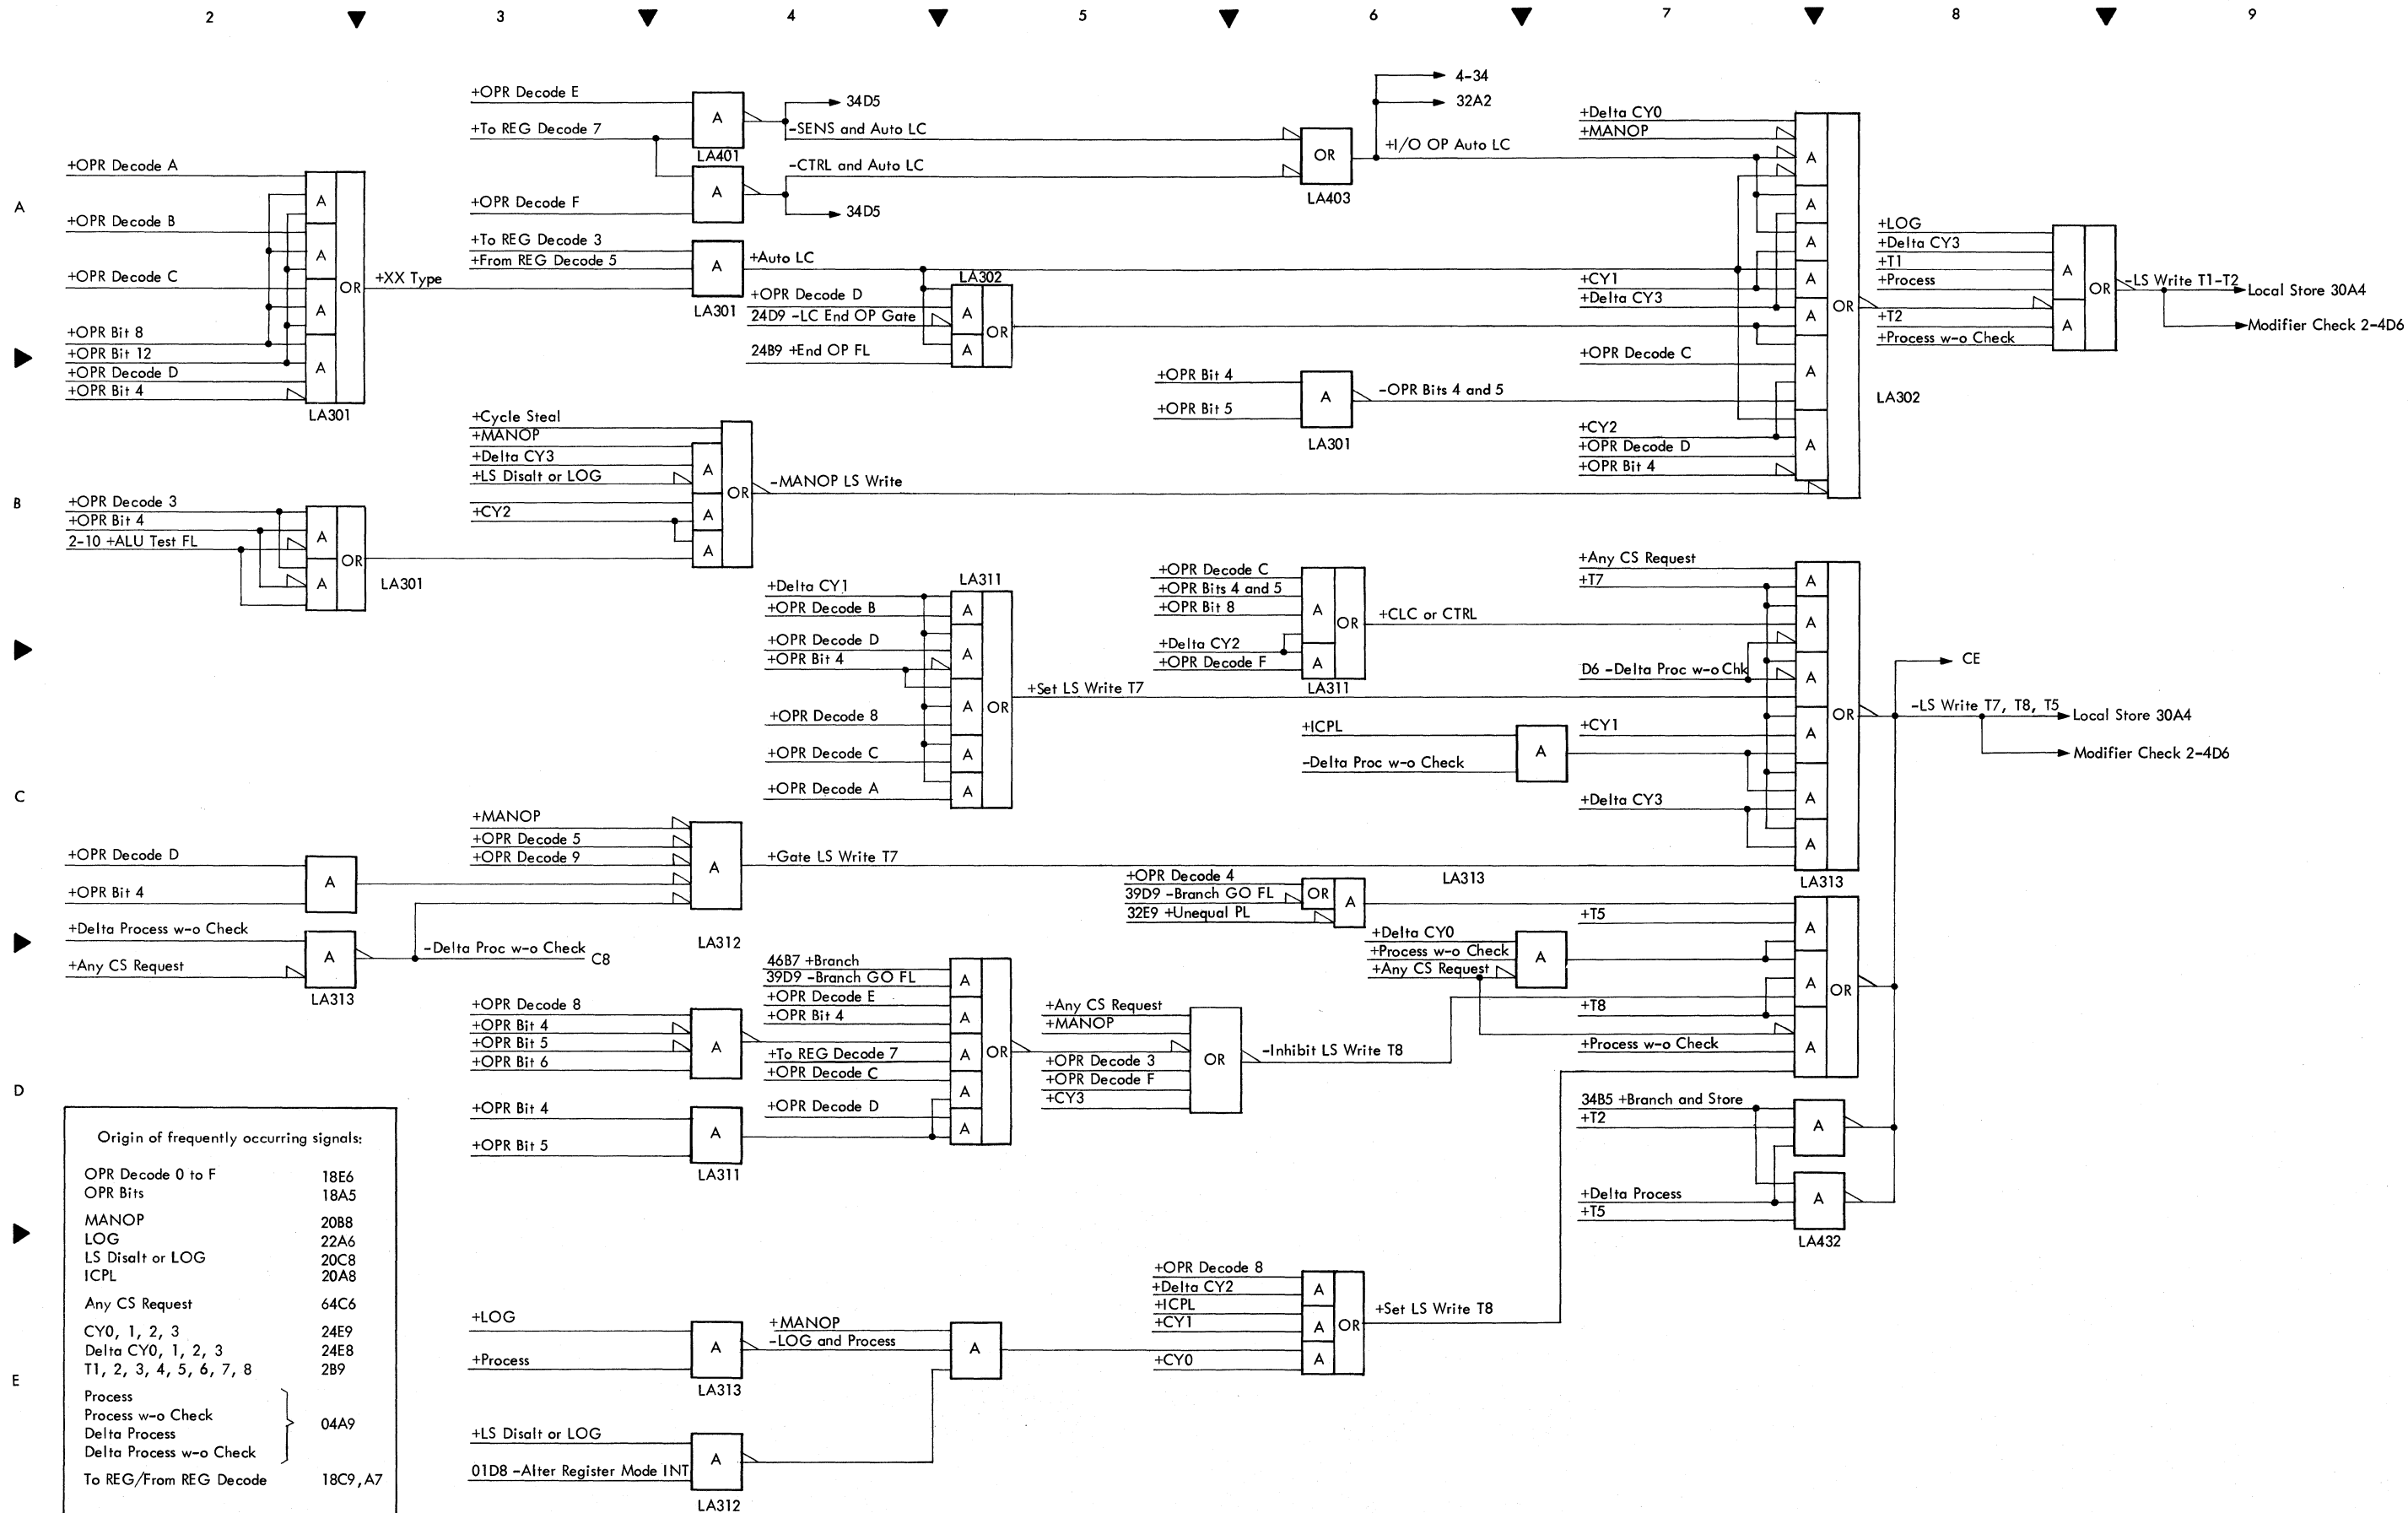 2 3 4 5 6 7 8 9
A
B
C
D
E
+OPR Decode A
+OPR Decode B
+OPR Decode C
+OPR Bit 8
+OPR Bit 12
+OPR Decode D
+OPR Bit 4
A
A
A
A
OR
LA301
+XX Type
+OPR Decode E
+To REG Decode 7
A
LA401
34D5
-SENS and Auto LC
-CTRL and Auto LC
+OPR Decode F
A
34D5
+To REG Decode 3
+From REG Decode 5
A
LA301
+Auto LC
LA302
+OPR Decode D
24D9 -LC End OP Gate
24B9 +End OP FL
A
A
OR
OR
LA403
4-34
32A2
+I/O OP Auto LC
+OPR Bit 4
+OPR Bit 5
A
LA301
-OPR Bits 4 and 5
+Delta CY0
+MANOP
+CY1
+Delta CY3
+OPR Decode C
+CY2
+OPR Decode D
+OPR Bit 4
A
A
A
A
A
A
A
OR
LA302
+LOG
+Delta CY3
+T1
+Process
+T2
+Process w-o Check
A
A
OR
-LS Write T1-T2
Local Store 30A4
Modifier Check 2-4D6
+Cycle Steal
+MANOP
+Delta CY3
+LS Disalt or LOG
+CY2
A
A
A
OR
-MANOP LS Write
+OPR Decode 3
+OPR Bit 4
2-10 +ALU Test FL
A
A
OR
LA301
LA311
+Delta CY1
+OPR Decode B
+OPR Decode D
+OPR Bit 4
+OPR Decode 8
+OPR Decode C
+OPR Decode A
A
A
A
A
A
OR
+Set LS Write T7
+OPR Decode C
+OPR Bits 4 and 5
+OPR Bit 8
+Delta CY2
+OPR Decode F
A
A
OR
LA311
+CLC or CTRL
+ICPL
-Delta Proc w-o Check
A
+Any CS Request
+T7
D6 -Delta Proc w-o Chk
+CY1
+Delta CY3
A
A
A
A
A
A
OR
LA313
CE
-LS Write T7, T8, T5
Local Store 30A4
Modifier Check 2-4D6
+MANOP
+OPR Decode 5
+OPR Decode 9
A
LA312
+Gate LS Write T7
+OPR Decode D
+OPR Bit 4
A
+Delta Process w-o Check
+Any CS Request
A
LA313
-Delta Proc w-o Check
C8
+OPR Decode 4
39D9 -Branch GO FL
32E9 +Unequal PL
OR
A
LA313
+Delta CY0
+Process w-o Check
+Any CS Request
A
+T5
+T8
+Process w-o Check
A
A
A
OR
+OPR Decode 8
+OPR Bit 4
+OPR Bit 5
+OPR Bit 6
A
+OPR Bit 4
+OPR Bit 5
A
LA311
46B7 +Branch
39D9 -Branch GO FL
+OPR Decode E
+OPR Bit 4
+To REG Decode 7
+OPR Decode C
+OPR Decode D
A
A
A
A
A
OR
+Any CS Request
+MANOP
+OPR Decode 3
+OPR Decode F
+CY3
OR
-Inhibit LS Write T8
34B5 +Branch and Store
+T2
A
+Delta Process
+T5
A
LA432
+LOG
+Process
A
LA313
+MANOP
-LOG and Process
A
+LS Disalt or LOG
01D8 -Alter Register Mode INT
A
LA312
+OPR Decode 8
+Delta CY2
+ICPL
+CY1
+CY0
A
A
A
OR
+Set LS Write T8
Origin of frequently occurring signals:
OPR Decode 0 to F 18E6
OPR Bits 18A5
MANOP 20B8
LOG 22A6
LS Disalt or LOG 20C8
ICPL 20A8
Any CS Request 64C6
CY0, 1, 2, 3 24E9
Delta CY0, 1, 2, 3 24E8
T1, 2, 3, 4, 5, 6, 7, 8 2B9
Process
Process w-o Check
Delta Process
Delta Process w-o Check
04A9
To REG/From REG Decode 18C9, A7